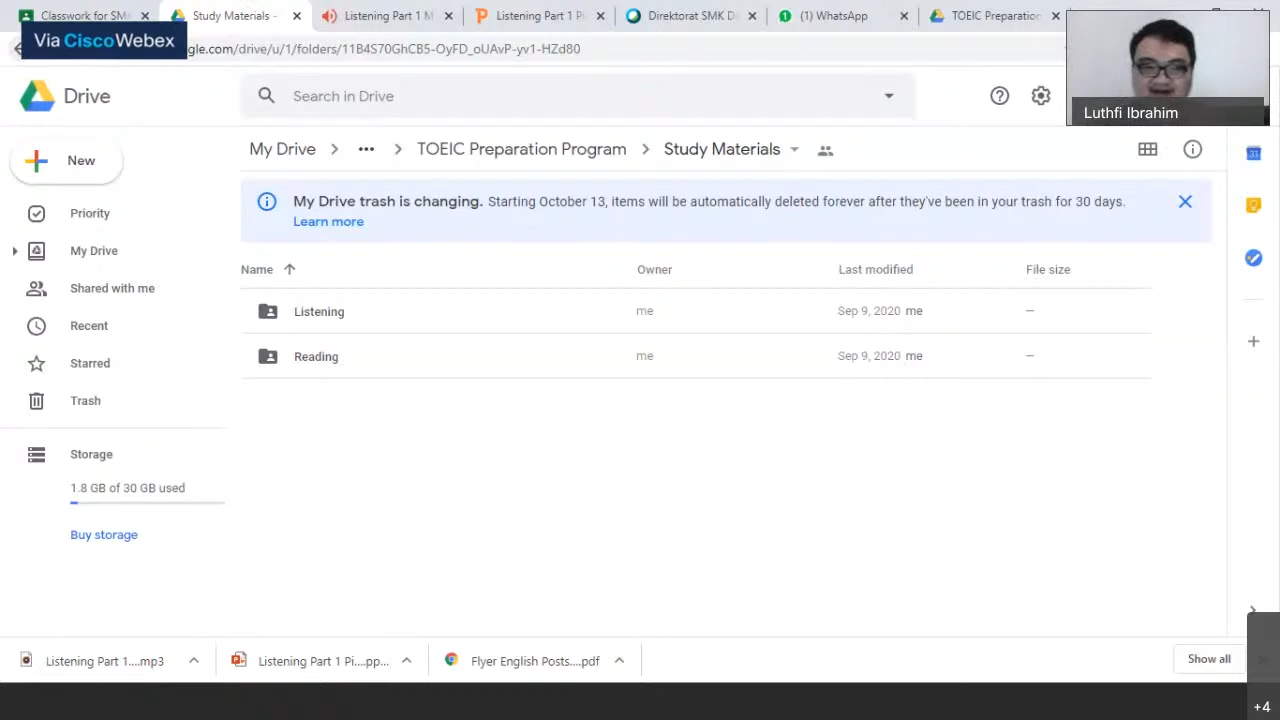 Classwork for SM
Study Materials -
Listening Part 1 M
Listening Part 1 P
Direktorat SMK D
(1) WhatsApp
TOEIC Preparation
Via CiscoWebex
gle.com/drive/u/1/folders/11B4S70GhCB5-OyFD_oUAvP-yv1-HZd80
Drive
Search in Drive
Luthfi Ibrahim
New
Priority
My Drive
Shared with me
Recent
Starred
Trash
Storage
1.8 GB of 30 GB used
Buy storage
My Drive > ••• > TOEIC Preparation Program > Study Materials
My Drive trash is changing. Starting October 13, items will be automatically deleted forever after they've been in your trash for 30 days.
Learn more
Name Owner Last modified File size
Listening me Sep 9, 2020 me –
Reading me Sep 9, 2020 me –
31
Listening Part 1....mp3
Listening Part 1 Pi....pp...
Flyer English Posts....pdf
Show all
+4